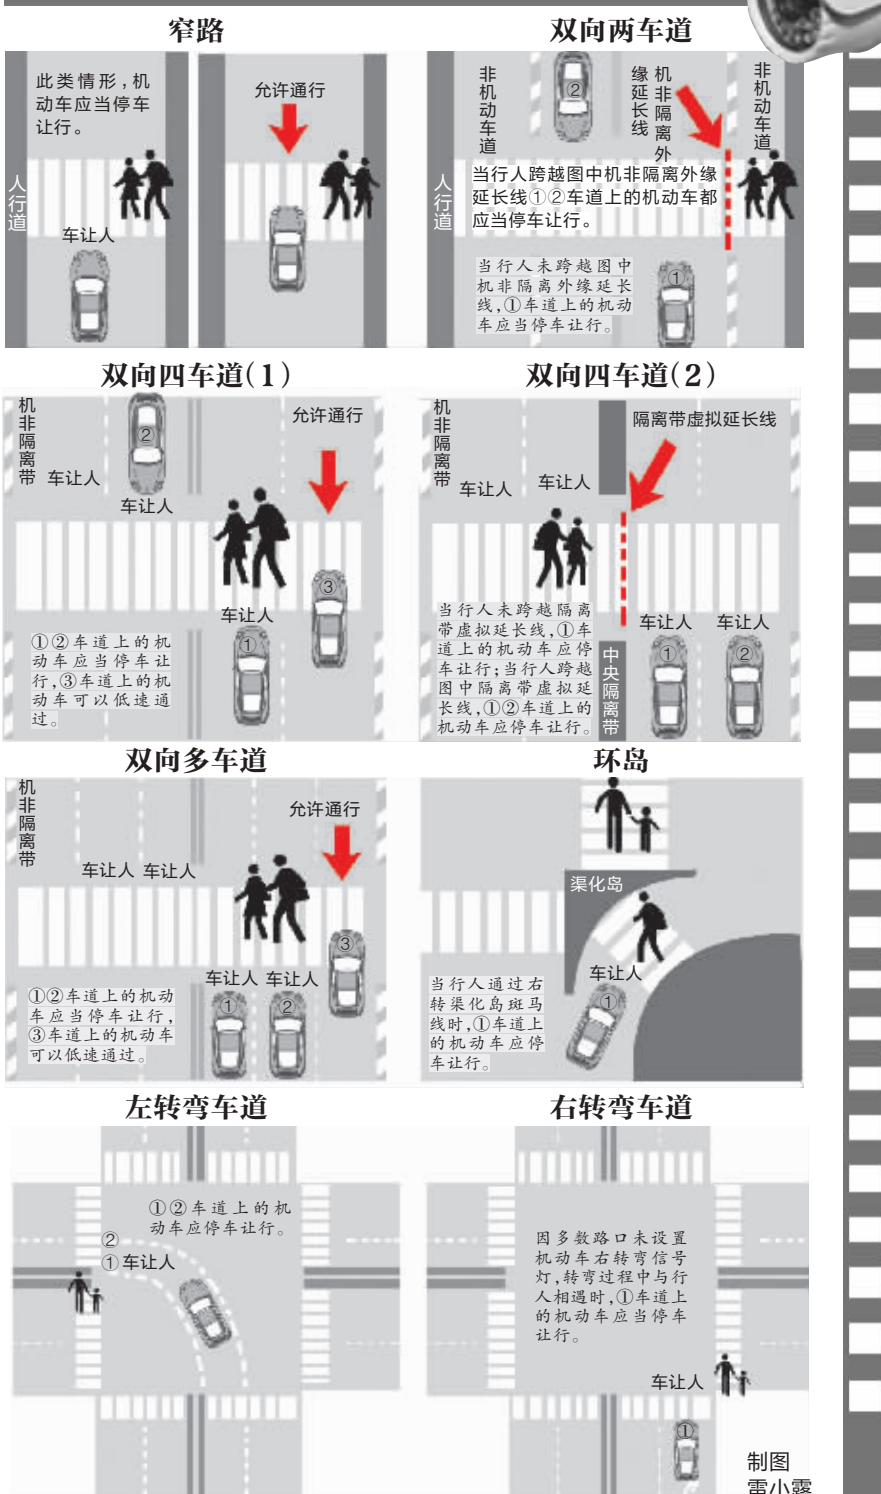 窄路
此类情形,机
动车应当停车
让行。
人行道
车让人
允许通行
双向两车道
非机动车道
②
机非隔离外
缘延长线
非机动车道
人行道
当行人跨越图中机非隔离外缘
延长线①②车道上的机动车都
应当停车让行。
当行人未跨越图中
机非隔离外缘延长
线,①车道上的机动
车应当停车让行。
①
双向四车道(1)
机非隔离带
②
车让人
车让人
允许通行
③
车让人
①
①②车道上的机
动车应当停车让
行,③车道上的机
动车可以低速通
过。
双向四车道(2)
机非隔离带
隔离带虚拟延长线
车让人
车让人
当行人未跨越隔离
带虚拟延长线,①车
道上的机动车应停
车让行;当行人跨越
图中隔离带虚拟延
长线,①②车道上的
机动车应停车让行。
中央隔离带
车让人
车让人
①
②
双向多车道
机非隔离带
允许通行
车让人 车让人
③
车让人 车让人
①
②
①②车道上的机动
车应当停车让行,
③车道上的机动车
可以低速通过。
环岛
渠化岛
车让人
①
当行人通过右
转渠化岛斑马
线时,①车道上
的机动车应停
车让行。
左转弯车道
①②车道上的机
动车应停车让行。
②
①车让人
右转弯车道
因多数路口未设置
机动车右转弯信号
灯,转弯过程中与行
人相遇时,①车道上
的机动车应当停车
让行。
车让人
①
制图
雷小露